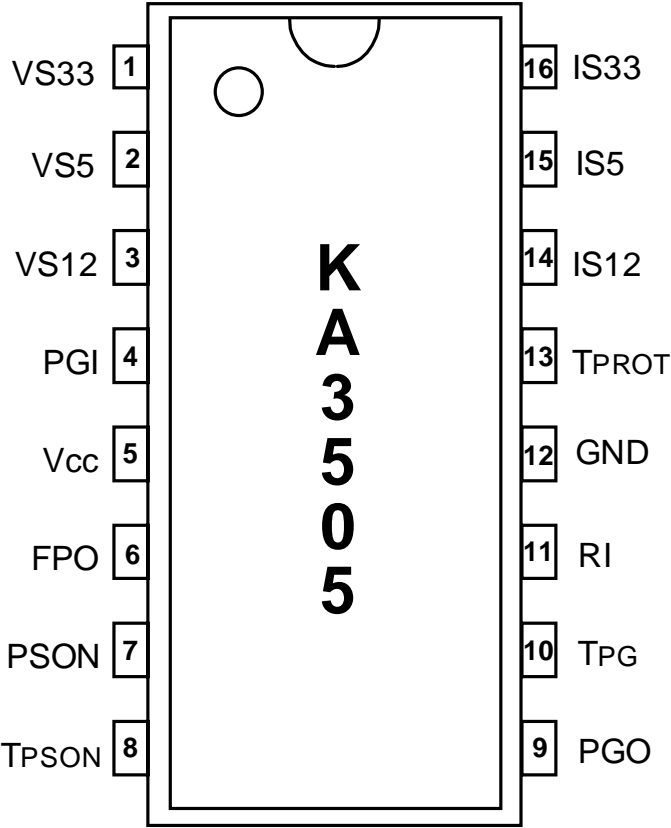 VS33 1 16 IS33
VS5 2 15 IS5
VS12 3 14 IS12
PGI 4 13 TPROT
Vcc 5 12 GND
FPO 6 11 RI
PSON 7 10 TPG
TPSON 8 9 PGO
K
A
3
5
0
5